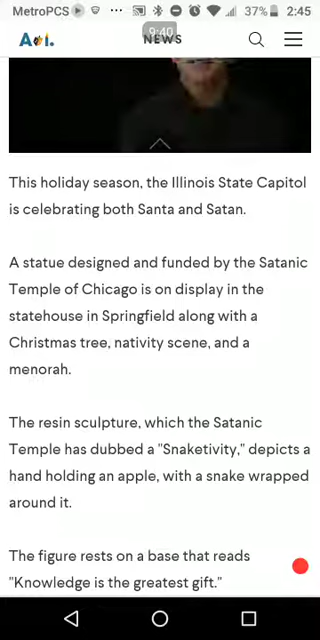 MetroPCS 37% 2:45
Aol. NEWS
9:40
This holiday season, the Illinois State Capitol
is celebrating both Santa and Satan.
A statue designed and funded by the Satanic
Temple of Chicago is on display in the
statehouse in Springfield along with a
Christmas tree, nativity scene, and a
menorah.
The resin sculpture, which the Satanic
Temple has dubbed a "Snaketivity," depicts a
hand holding an apple, with a snake wrapped
around it.
The figure rests on a base that reads
"Knowledge is the greatest gift."